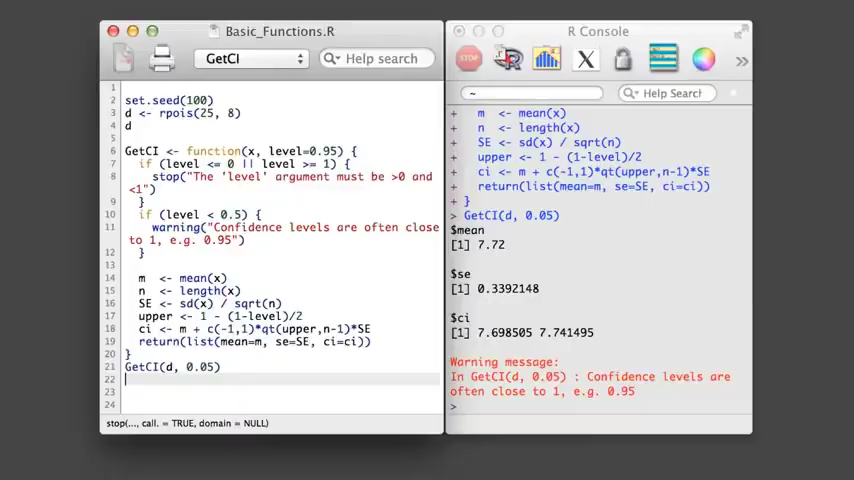 Basic_Functions.R
GetCI
Help search
1
2 set.seed(100)
3 d <- rpois(25, 8)
4 d
5
6 GetCI <- function(x, level=0.95) {
7 if (level <= 0 || level >= 1) {
8 stop("The 'level' argument must be >0 and
<1")
9 }
10 if (level < 0.5) {
11 warning("Confidence levels are often close
to 1, e.g. 0.95")
12 }
13
14 m <- mean(x)
15 n <- length(x)
16 SE <- sd(x) / sqrt(n)
17 upper <- 1 - (1-level)/2
18 ci <- m + c(-1,1)*qt(upper,n-1)*SE
19 return(list(mean=m, se=SE, ci=ci))
20 }
21 GetCI(d, 0.05)
22
23
24
stop(..., call. = TRUE, domain = NULL)
R Console
STOP
R
X
»
~
Help Search
+ m <- mean(x)
+ n <- length(x)
+ SE <- sd(x) / sqrt(n)
+ upper <- 1 - (1-level)/2
+ ci <- m + c(-1,1)*qt(upper,n-1)*SE
+ return(list(mean=m, se=SE, ci=ci))
+ }
> GetCI(d, 0.05)
$mean
[1] 7.72
$se
[1] 0.3392148
$ci
[1] 7.698505 7.741495
Warning message:
In GetCI(d, 0.05) : Confidence levels are
often close to 1, e.g. 0.95
>